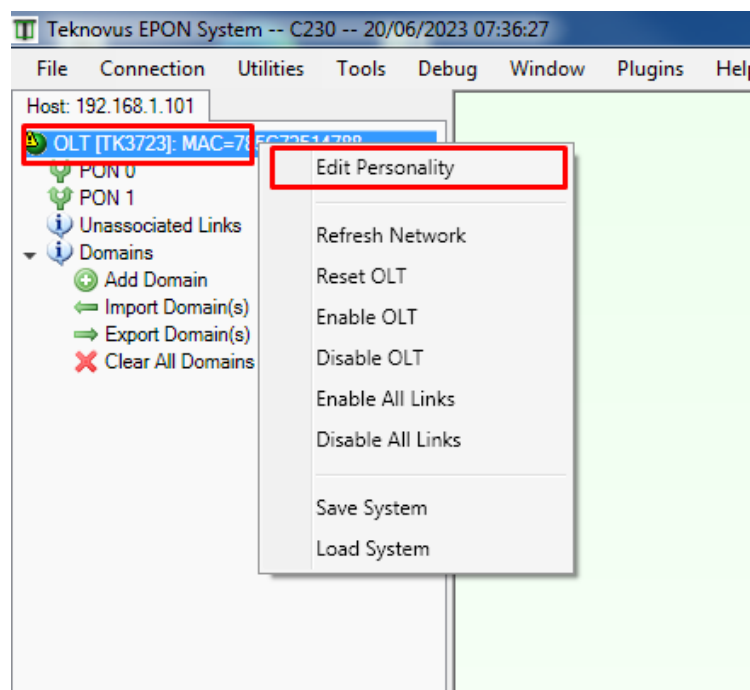 Teknovus EPON System -- C230 -- 20/06/2023 07:36:27
File Connection Utilities Tools Debug Window Plugins Help
Host: 192.168.1.101
OLT [TK3723]: MAC=785C72514788
PON 0
PON 1
Unassociated Links
Domains
Add Domain
Import Domain(s)
Export Domain(s)
Clear All Domains
Edit Personality
Refresh Network
Reset OLT
Enable OLT
Disable OLT
Enable All Links
Disable All Links
Save System
Load System